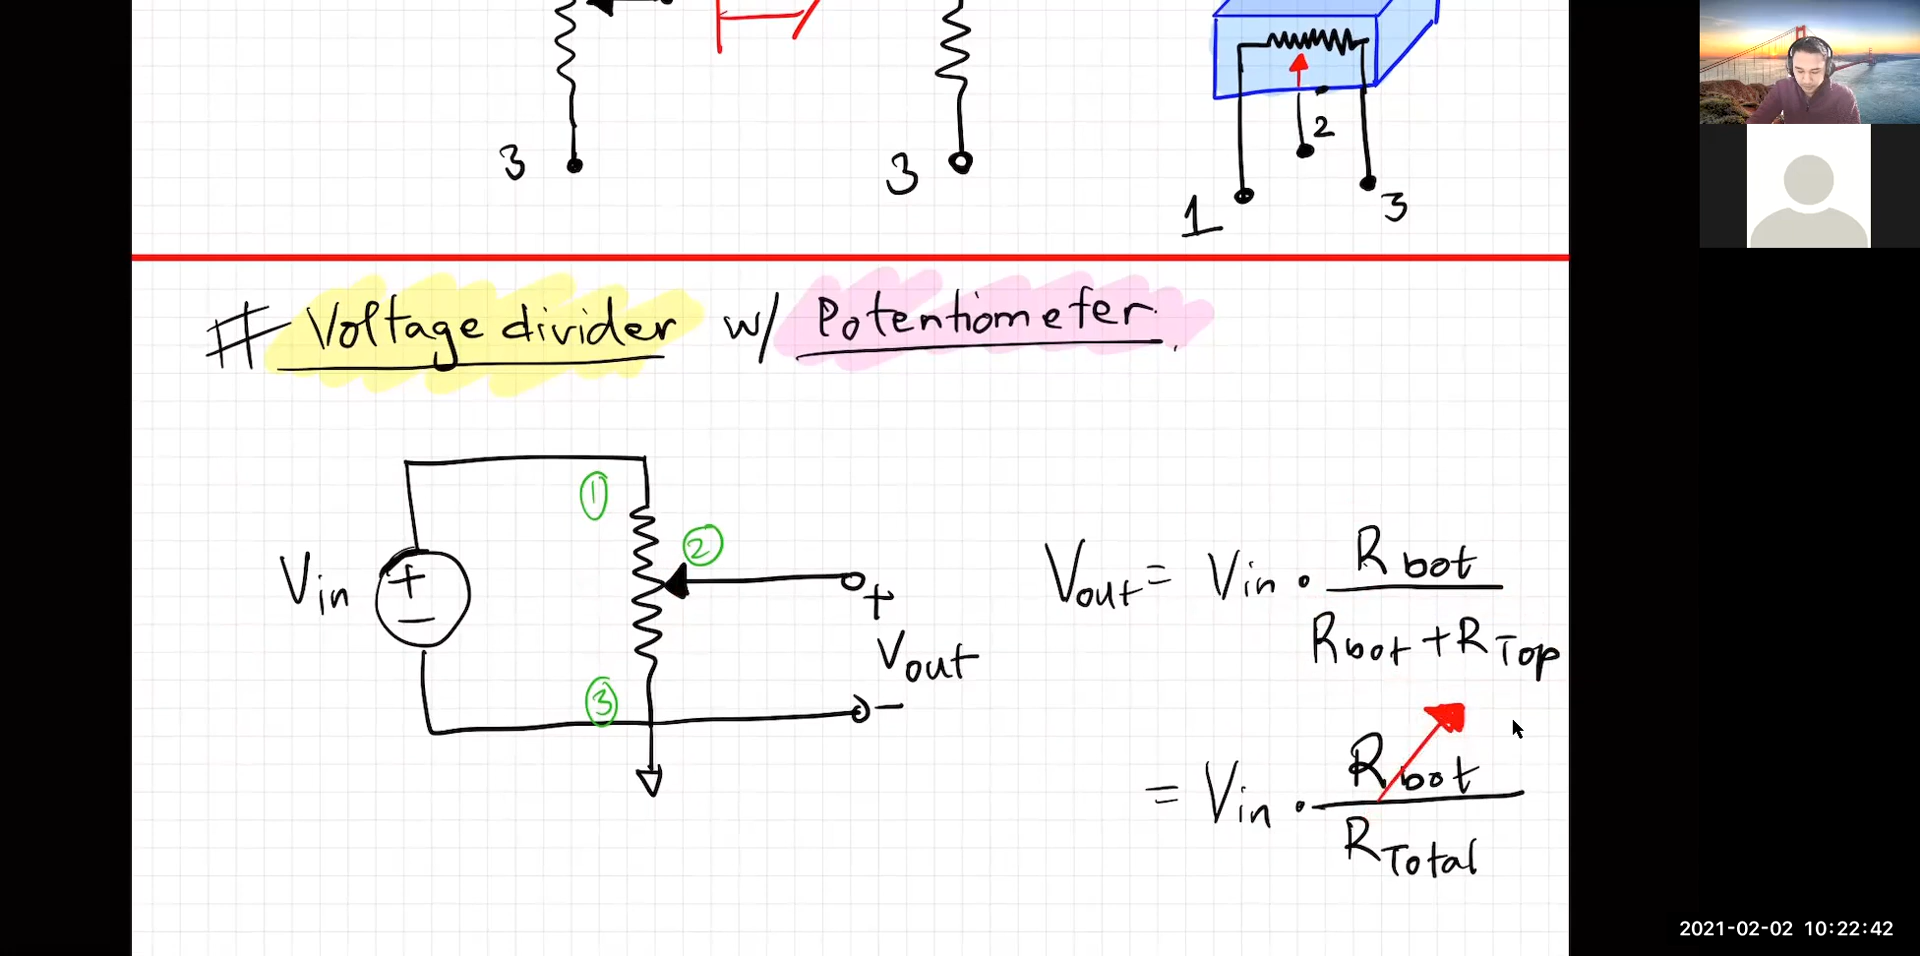 3
3
2
1
3
# Voltage divider w/ Potentiometer.
①
②
Vin
+
−
+
Vout
−
③
Vout = Vin · Rbot / Rbot + RTop
= Vin · Rbot / RTotal
2021-02-02 10:22:42